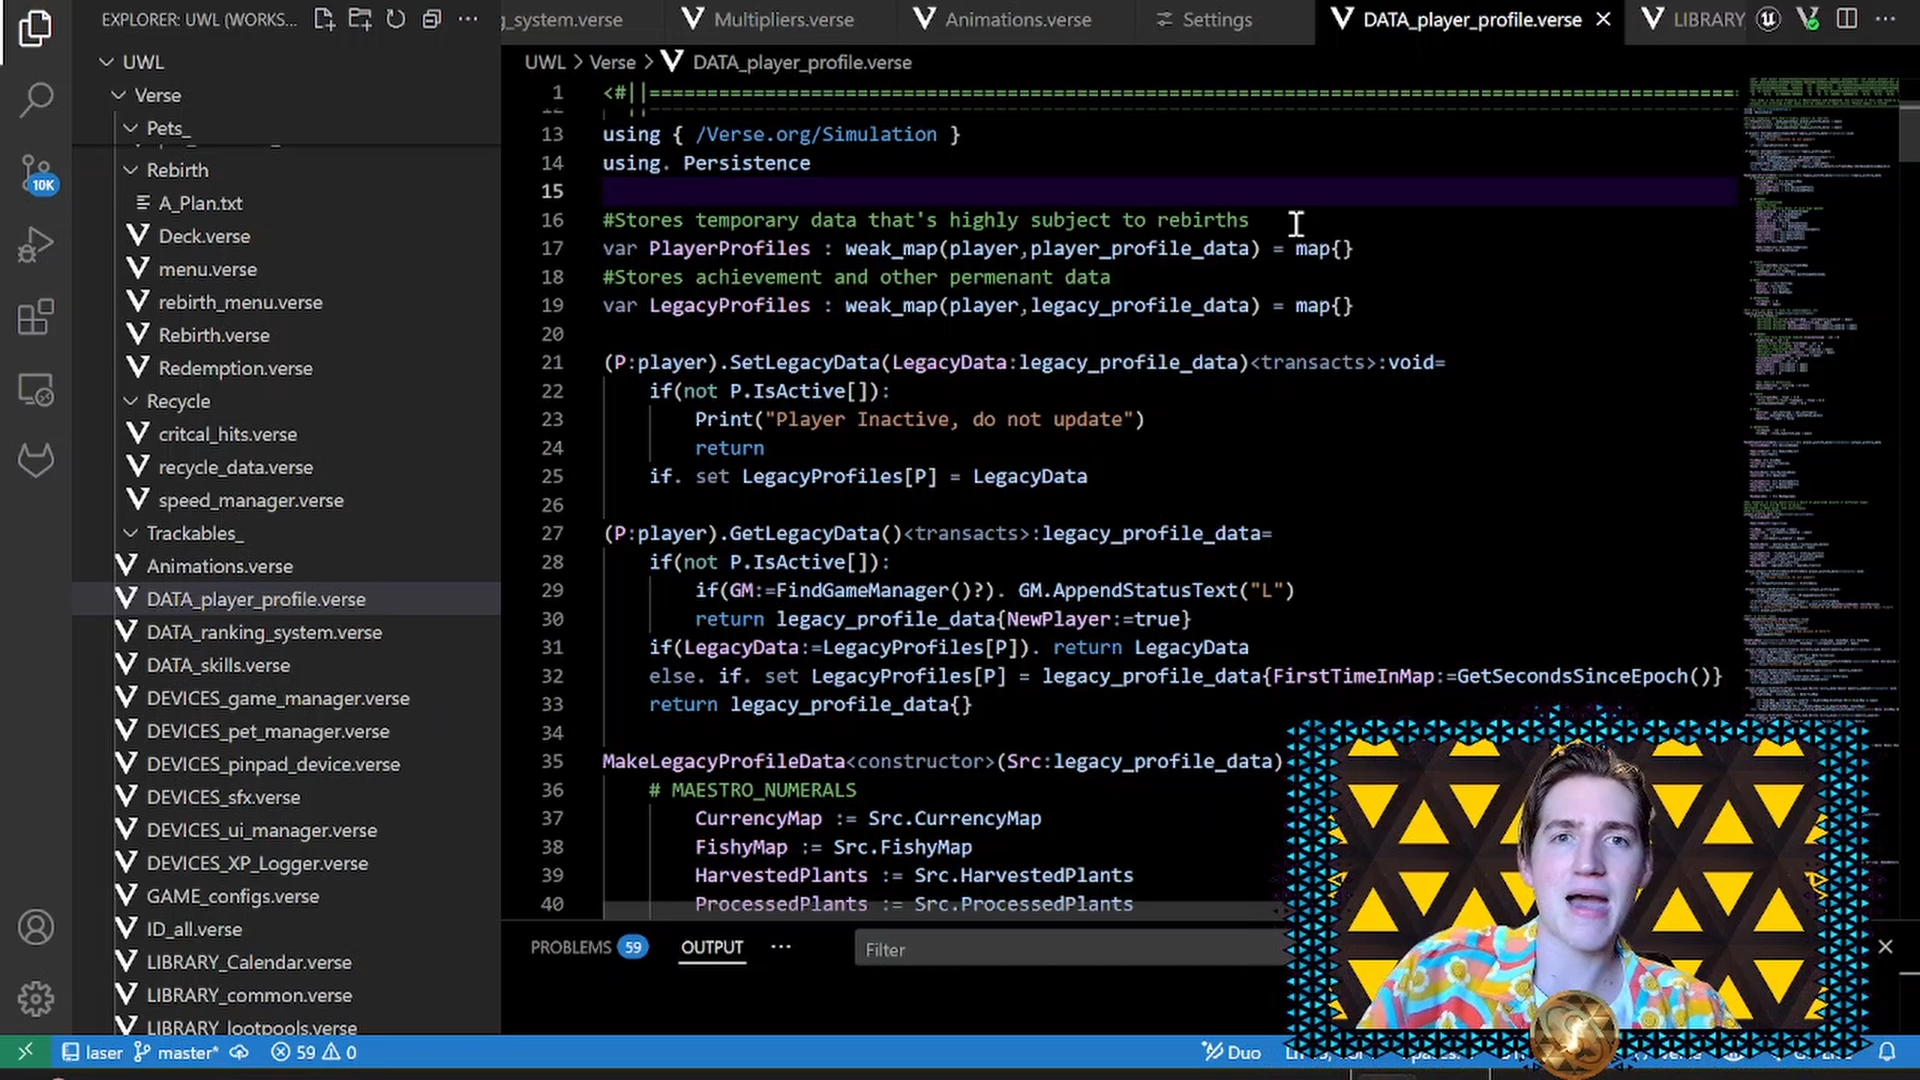 EXPLORER: UWL (WORKS...
UWL
Verse
Pets_
Rebirth
A_Plan.txt
Deck.verse
menu.verse
rebirth_menu.verse
Rebirth.verse
Redemption.verse
Recycle
critcal_hits.verse
recycle_data.verse
speed_manager.verse
Trackables_
Animations.verse
DATA_player_profile.verse
DATA_ranking_system.verse
DATA_skills.verse
DEVICES_game_manager.verse
DEVICES_pet_manager.verse
DEVICES_pinpad_device.verse
DEVICES_sfx.verse
DEVICES_ui_manager.verse
DEVICES_XP_Logger.verse
GAME_configs.verse
ID_all.verse
LIBRARY_Calendar.verse
LIBRARY_common.verse
LIBRARY_lootpools.verse
10K
g_system.verse Multipliers.verse Animations.verse Settings DATA_player_profile.verse LIBRARY
UWL > Verse > DATA_player_profile.verse
1 <#||==============================================================================================
13 using { /Verse.org/Simulation }
14 using. Persistence
15
16 #Stores temporary data that's highly subject to rebirths
17 var PlayerProfiles : weak_map(player,player_profile_data) = map{}
18 #Stores achievement and other permenant data
19 var LegacyProfiles : weak_map(player,legacy_profile_data) = map{}
20
21 (P:player).SetLegacyData(LegacyData:legacy_profile_data)<transacts>:void=
22 if(not P.IsActive[]):
23 Print("Player Inactive, do not update")
24 return
25 if. set LegacyProfiles[P] = LegacyData
26
27 (P:player).GetLegacyData()<transacts>:legacy_profile_data=
28 if(not P.IsActive[]):
29 if(GM:=FindGameManager()?). GM.AppendStatusText("L")
30 return legacy_profile_data{NewPlayer:=true}
31 if(LegacyData:=LegacyProfiles[P]). return LegacyData
32 else. if. set LegacyProfiles[P] = legacy_profile_data{FirstTimeInMap:=GetSecondsSinceEpoch()}
33 return legacy_profile_data{}
34
35 MakeLegacyProfileData<constructor>(Src:legacy_profile_data)
36 # MAESTRO_NUMERALS
37 CurrencyMap := Src.CurrencyMap
38 FishyMap := Src.FishyMap
39 HarvestedPlants := Src.HarvestedPlants
40 ProcessedPlants := Src.ProcessedPlants
PROBLEMS 59 OUTPUT ... Filter
laser master* 59 0 Duo